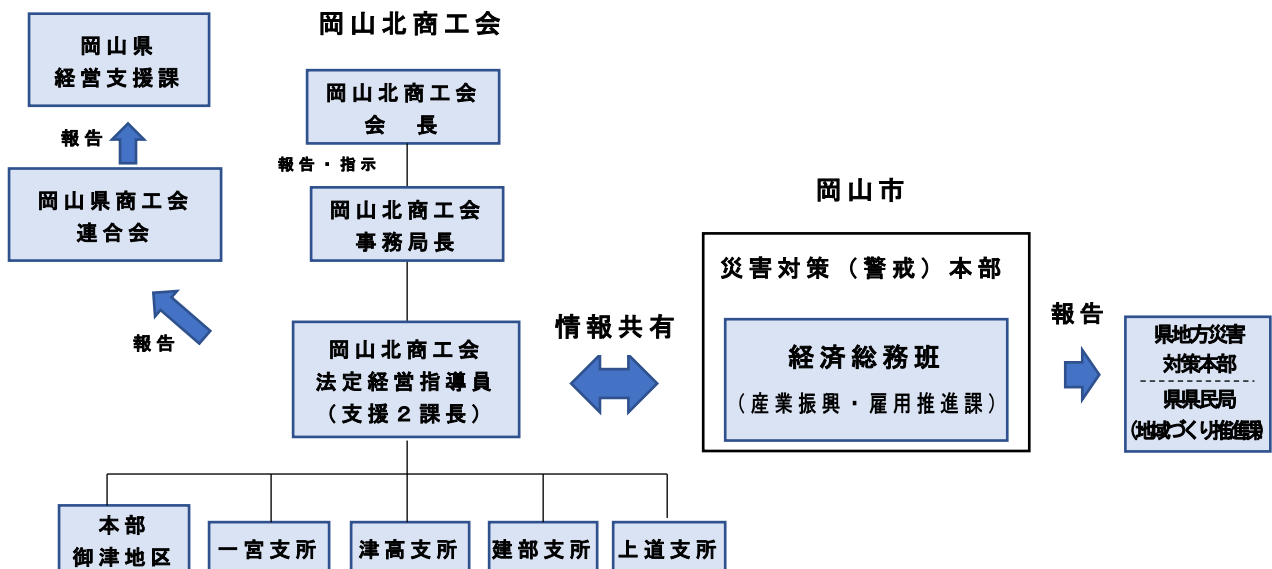 岡山北商工会
岡山県
経営支援課
報告
岡山県商工会
連合会
報告
岡山北商工会
会　長
報告・指示
岡山北商工会
事務局長
岡山北商工会
法定経営指導員
（支援２課長）
本部
御津地区
一宮支所
津高支所
建部支所
上道支所
情報共有
岡山市
災害対策（警戒）本部
経済総務班
（産業振興・雇用推進課）
報告
県地方災害
対策本部
県県民局
（地域づくり推進課）